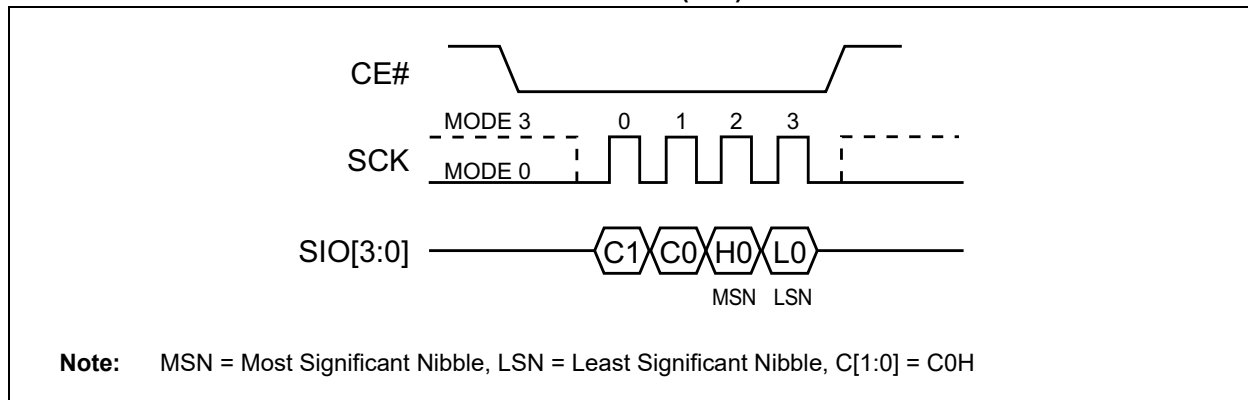 CE#
MODE 3 0 1 2 3
SCK
MODE 0
SIO[3:0] C1 C0 H0 L0
MSN LSN
Note: MSN = Most Significant Nibble, LSN = Least Significant Nibble, C[1:0] = C0H